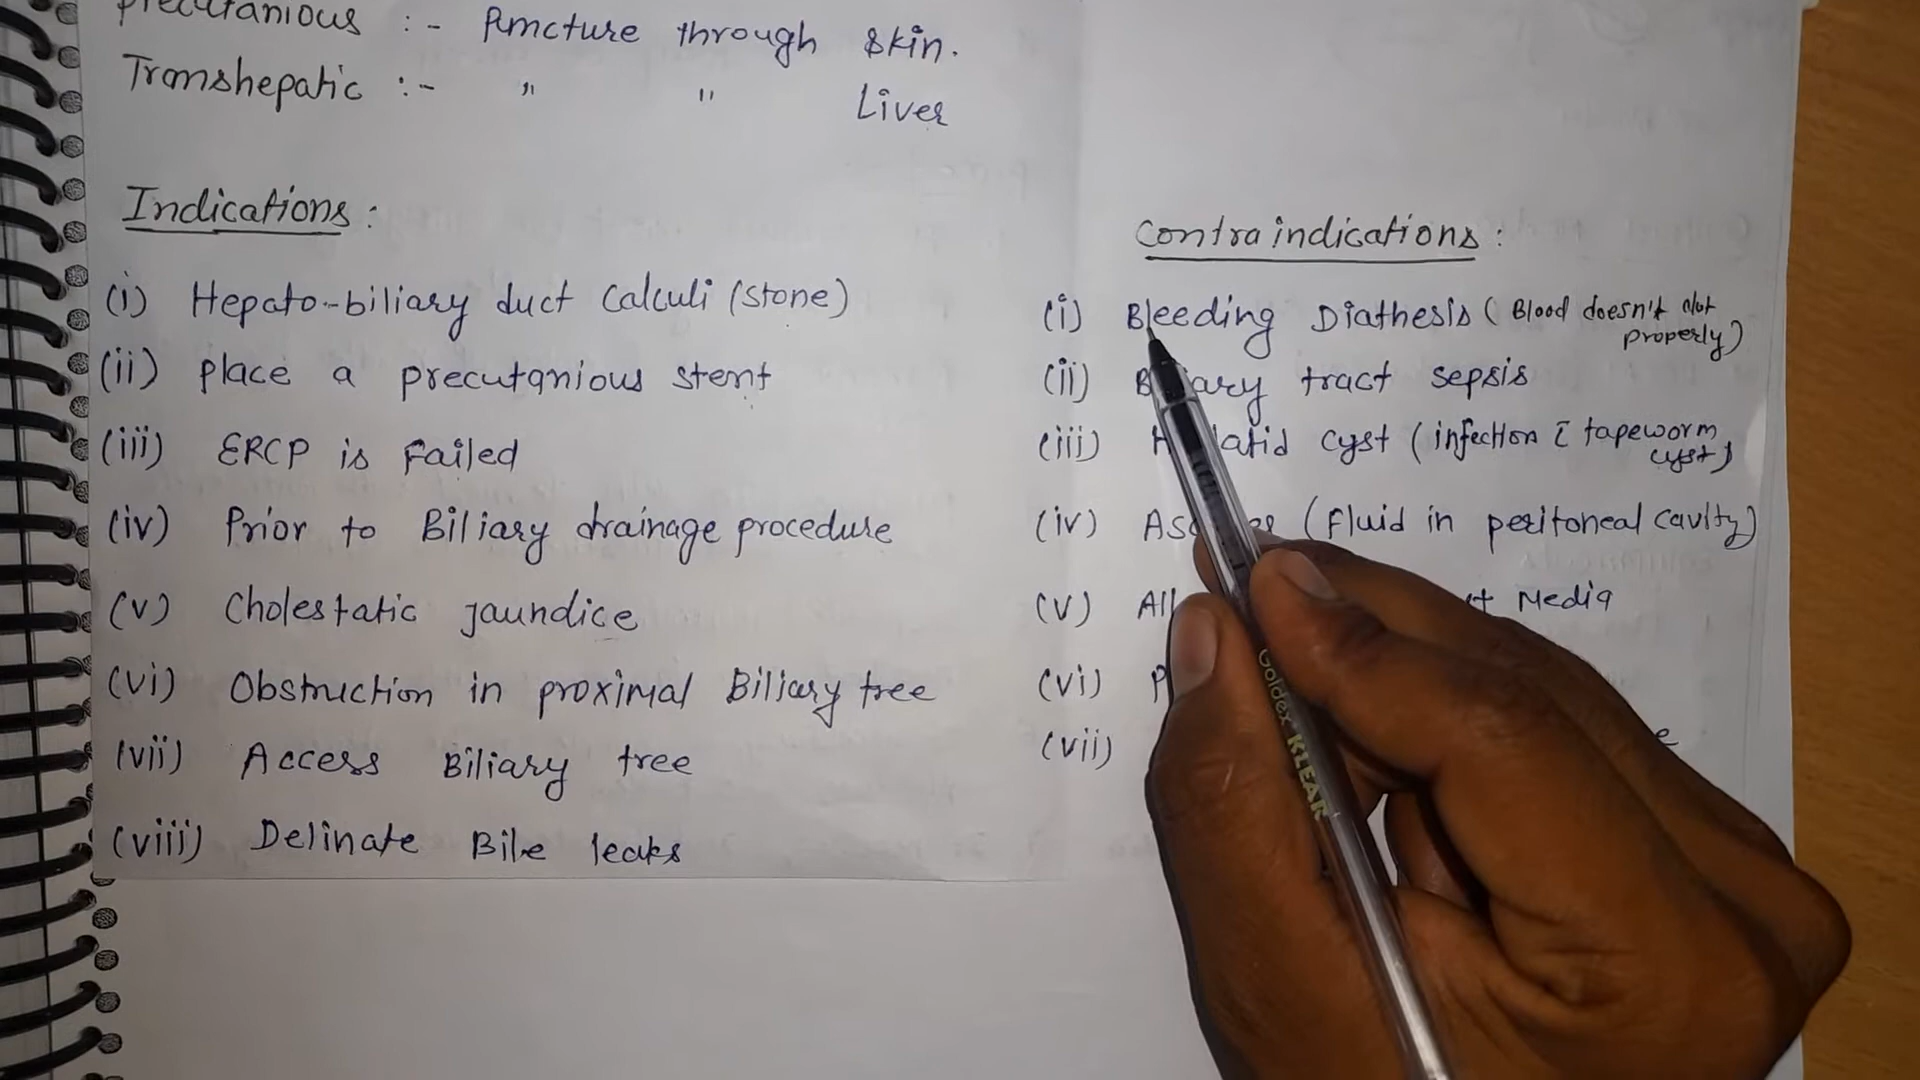 :- Puncture through skin.
Transhepatic :- " " Liver
Indications :
(i) Hepato-biliary duct calculi (stone)
(ii) place a precutanious stent
(iii) ERCP is Failed
(iv) Prior to Biliary drainage procedure
(v) Cholestatic jaundice
(vi) Obstruction in proximal Biliary tree
(vii) Access Biliary tree
(viii) Delinate Bile leaks
Contraindications :
(i) Bleeding Diathesis (Blood doesn't clot
properly)
(ii) tract sepsis
(iii) cyst (infection tapeworm
cyst)
(iv) (Fluid in peritoneal cavity)
(v) Media
(vi)
(vii)
Goldex KLEAR